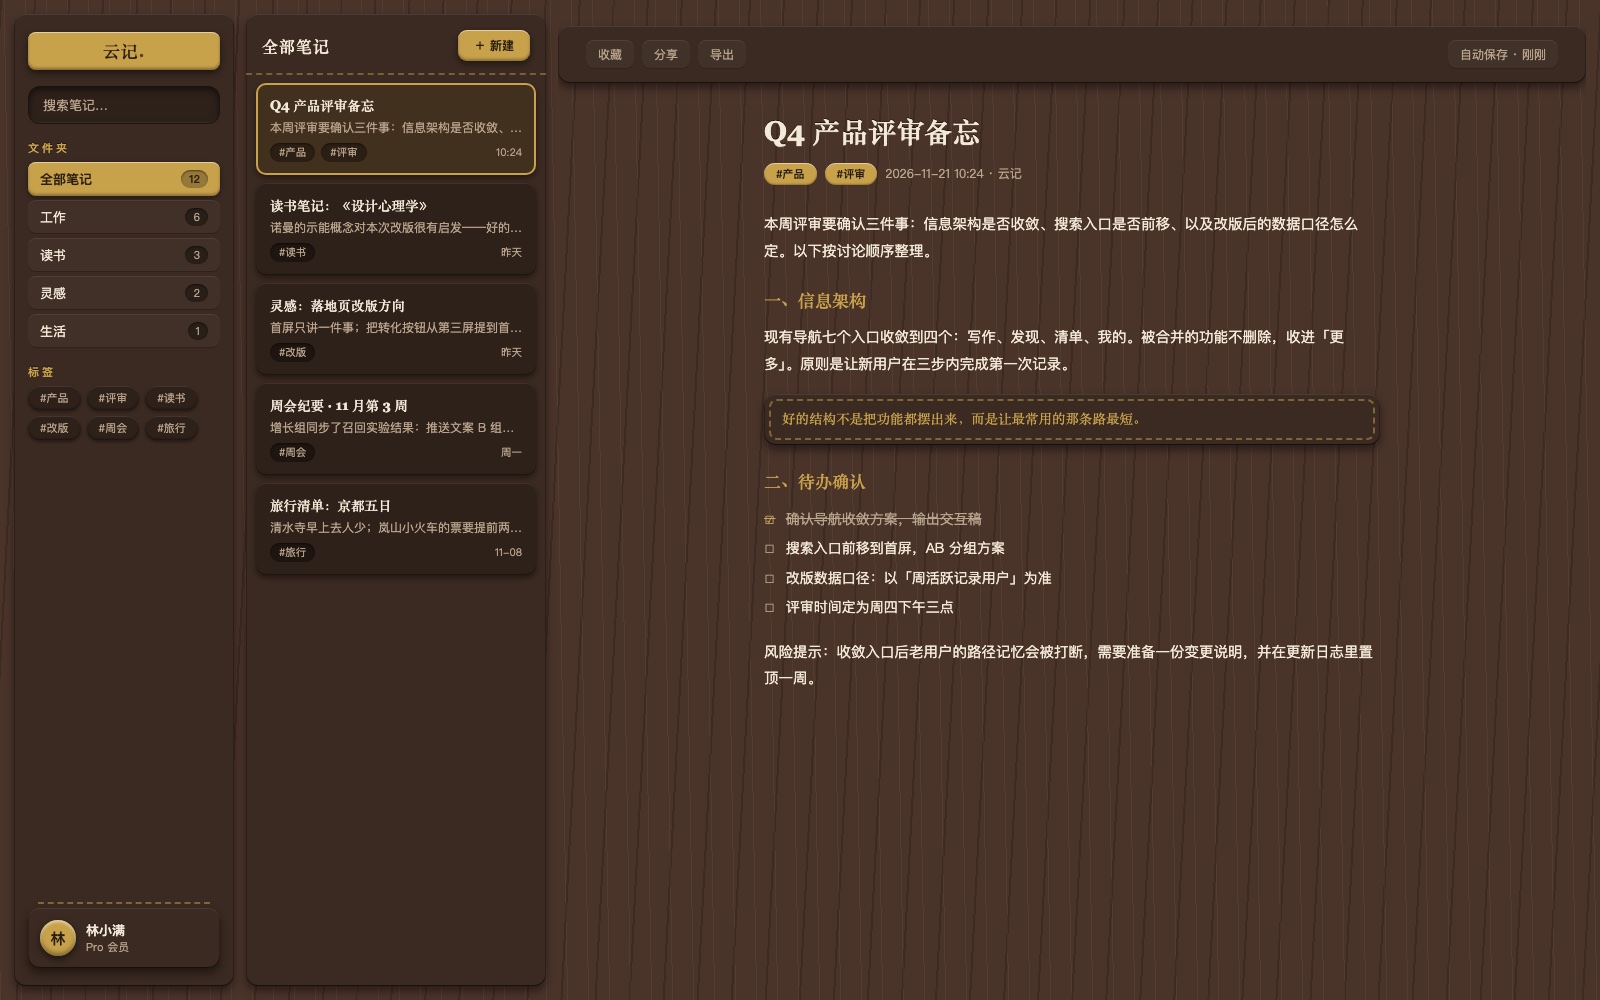 云记.
搜索笔记...
文件夹
全部笔记 12
工作 6
读书 3
灵感 2
生活 1
标签
#产品 #评审 #读书
#改版 #周会 #旅行
林
林小满
Pro 会员
全部笔记
+ 新建
Q4 产品评审备忘
本周评审要确认三件事：信息架构是否收敛、...
#产品 #评审 10:24
读书笔记：《设计心理学》
诺曼的示能概念对本次改版很有启发——好的...
#读书 昨天
灵感：落地页改版方向
首屏只讲一件事；把转化按钮从第三屏提到首...
#改版 昨天
周会纪要 · 11 月第 3 周
增长组同步了召回实验结果：推送文案 B 组...
#周会 周一
旅行清单：京都五日
清水寺早上去人少；岚山小火车的票要提前两...
#旅行 11-08
收藏 分享 导出 自动保存 · 刚刚
Q4 产品评审备忘
#产品 #评审 2026-11-21 10:24 · 云记
本周评审要确认三件事：信息架构是否收敛、搜索入口是否前移、以及改版后的数据口径怎么
定。以下按讨论顺序整理。
一、信息架构
现有导航七个入口收敛到四个：写作、发现、清单、我的。被合并的功能不删除，收进「更
多」。原则是让新用户在三步内完成第一次记录。
好的结构不是把功能都摆出来，而是让最常用的那条路最短。
二、待办确认
☑ 确认导航收敛方案，输出交互稿
☐ 搜索入口前移到首屏，AB 分组方案
☐ 改版数据口径：以「周活跃记录用户」为准
☐ 评审时间定为周四下午三点
风险提示：收敛入口后老用户的路径记忆会被打断，需要准备一份变更说明，并在更新日志里置
顶一周。